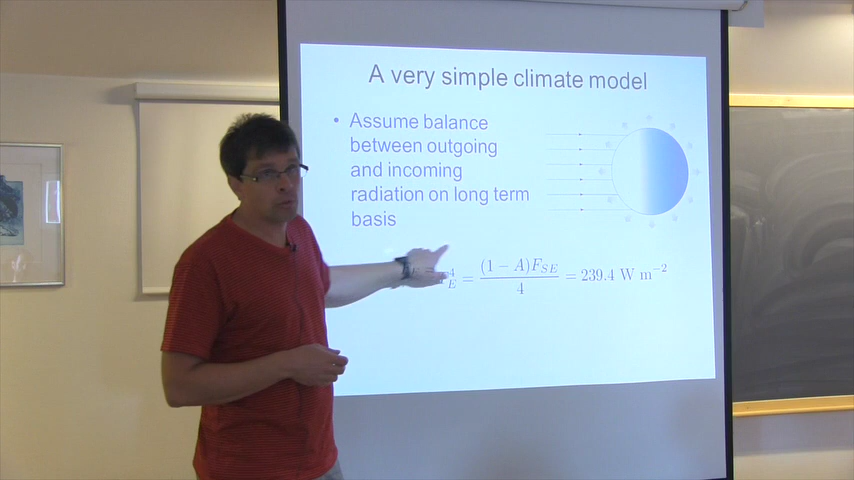 A very simple climate model
• Assume balance
between outgoing
and incoming
radiation on long term
basis
4 E = (1 − A)F_SE / 4 = 239.4 W m⁻²